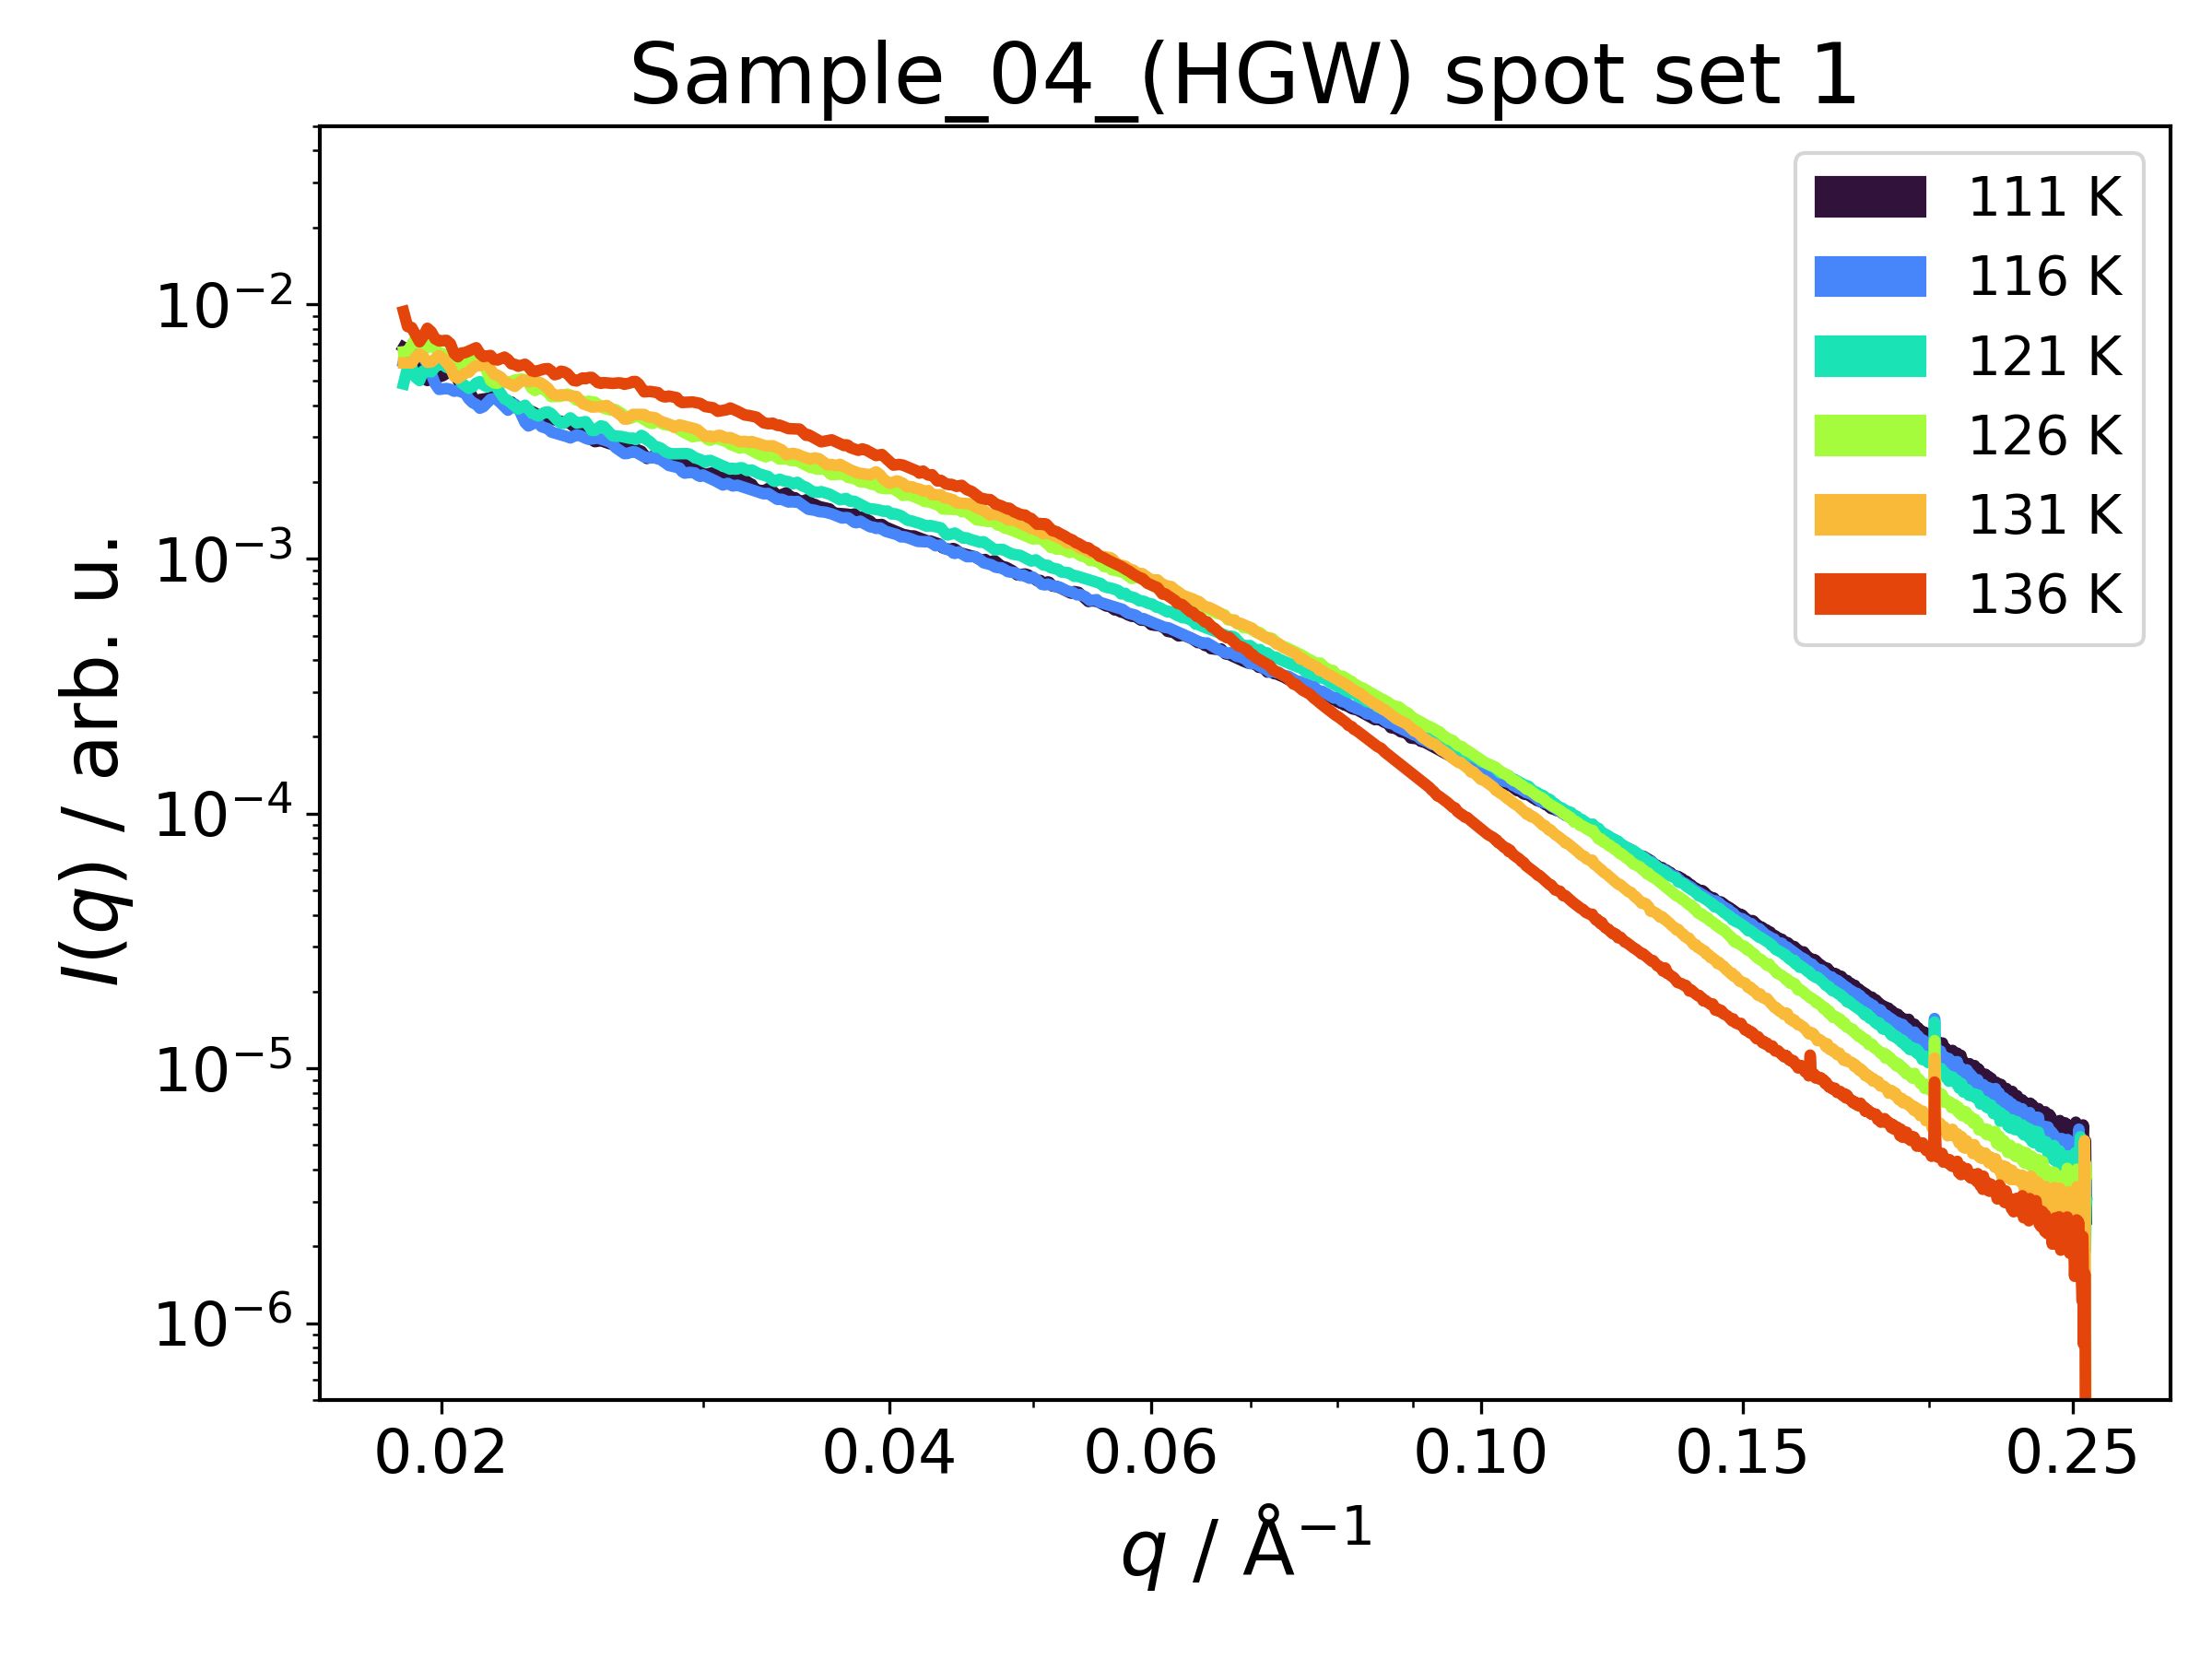 Sample_04_(HGW) spot set 1
111 K
116 K
121 K
126 K
131 K
136 K
10⁻²
10⁻³
10⁻⁴
10⁻⁵
10⁻⁶
I(q) / arb. u.
0.02 0.04 0.06 0.10 0.15 0.25
q / Å⁻¹